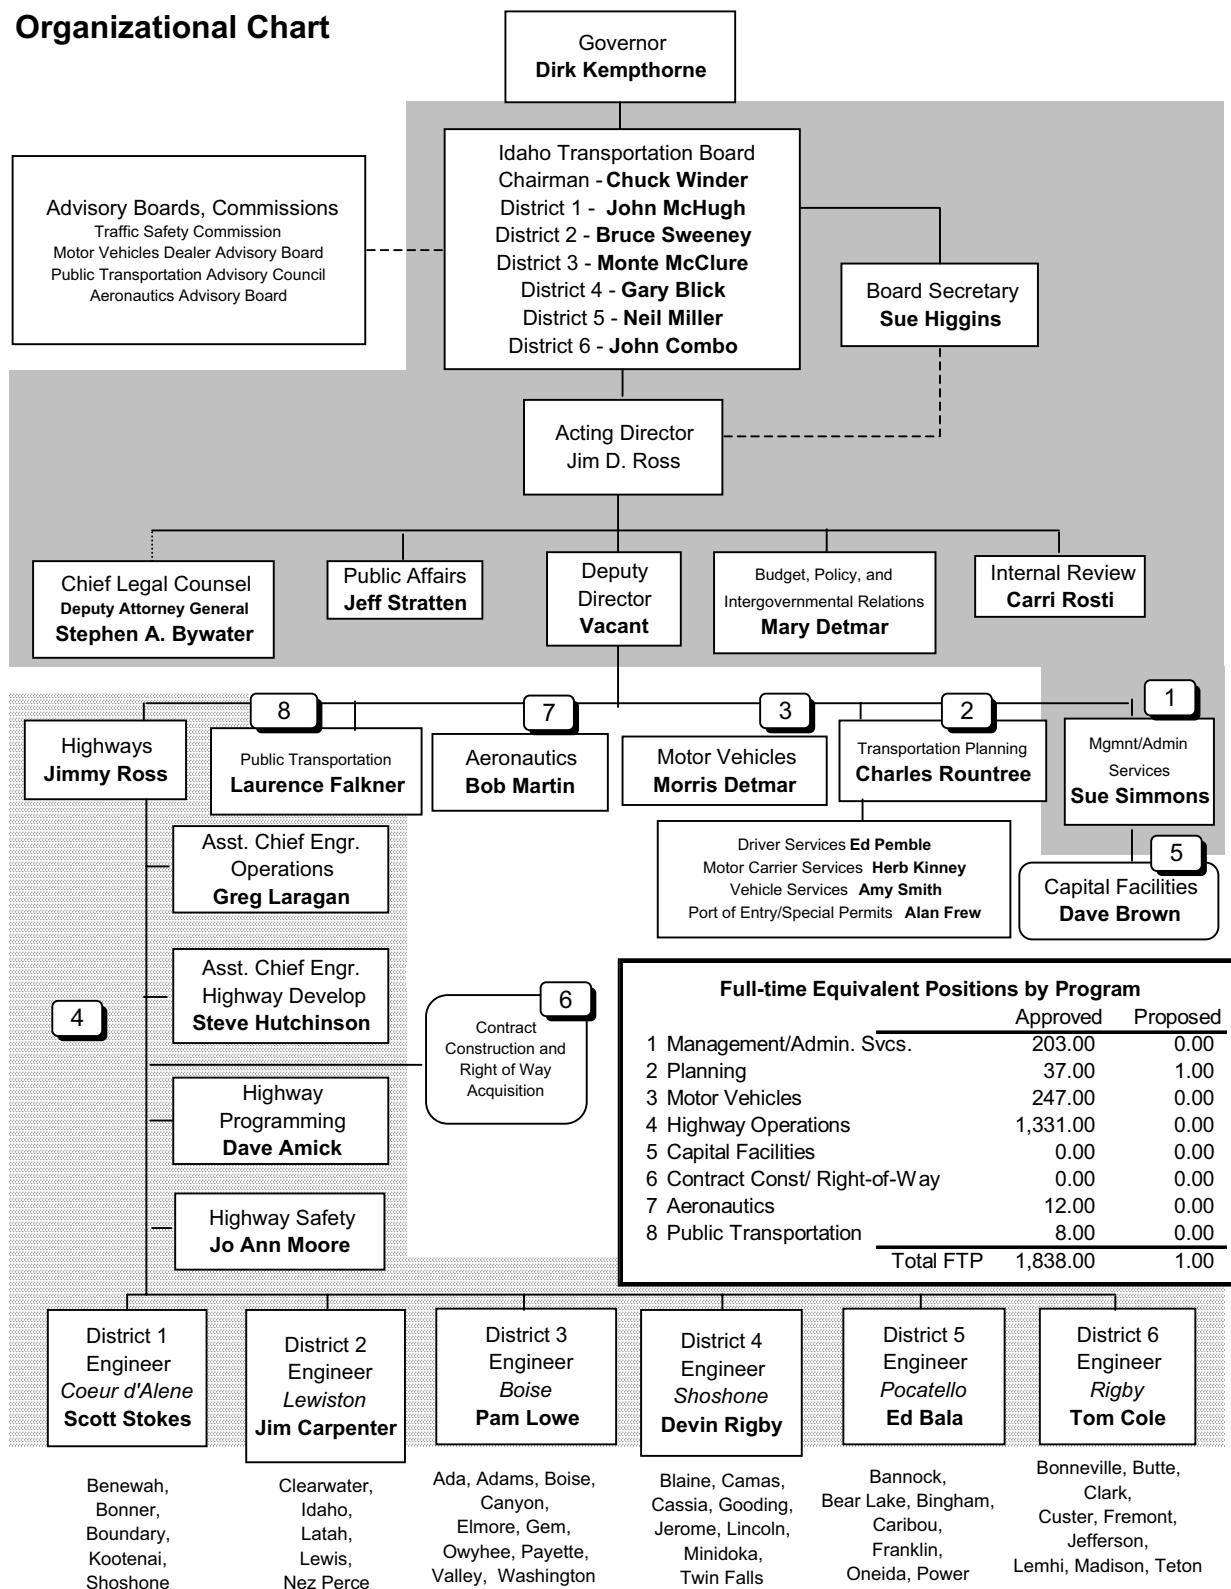 Organizational Chart
Governor
Dirk Kempthorne
Idaho Transportation Board
Chairman - Chuck Winder
District 1 - John McHugh
District 2 - Bruce Sweeney
District 3 - Monte McClure
District 4 - Gary Blick
District 5 - Neil Miller
District 6 - John Combo
Advisory Boards, Commissions
Traffic Safety Commission
Motor Vehicles Dealer Advisory Board
Public Transportation Advisory Council
Aeronautics Advisory Board
Board Secretary
Sue Higgins
Acting Director
Jim D. Ross
Chief Legal Counsel
Deputy Attorney General
Stephen A. Bywater
Public Affairs
Jeff Stratten
Deputy
Director
Vacant
Budget, Policy, and
Intergovernmental Relations
Mary Detmar
Internal Review
Carri Rosti
Highways
Jimmy Ross
8
Public Transportation
Laurence Falkner
7
Aeronautics
Bob Martin
3
Motor Vehicles
Morris Detmar
2
Transportation Planning
Charles Rountree
1
Mgmnt/Admin
Services
Sue Simmons
Driver Services Ed Pemble
Motor Carrier Services Herb Kinney
Vehicle Services Amy Smith
Port of Entry/Special Permits Alan Frew
5
Capital Facilities
Dave Brown
Asst. Chief Engr.
Operations
Greg Laragan
4
Asst. Chief Engr.
Highway Develop
Steve Hutchinson
6
Contract
Construction and
Right of Way
Acquisition
Highway
Programming
Dave Amick
Highway Safety
Jo Ann Moore
Full-time Equivalent Positions by Program
Approved Proposed
1 Management/Admin. Svcs. 203.00 0.00
2 Planning 37.00 1.00
3 Motor Vehicles 247.00 0.00
4 Highway Operations 1,331.00 0.00
5 Capital Facilities 0.00 0.00
6 Contract Const/ Right-of-Way 0.00 0.00
7 Aeronautics 12.00 0.00
8 Public Transportation 8.00 0.00
Total FTP 1,838.00 1.00
District 1
Engineer
Coeur d'Alene
Scott Stokes
District 2
Engineer
Lewiston
Jim Carpenter
District 3
Engineer
Boise
Pam Lowe
District 4
Engineer
Shoshone
Devin Rigby
District 5
Engineer
Pocatello
Ed Bala
District 6
Engineer
Rigby
Tom Cole
Benewah,
Bonner,
Boundary,
Kootenai,
Shoshone
Clearwater,
Idaho,
Latah,
Lewis,
Nez Perce
Ada, Adams, Boise,
Canyon,
Elmore, Gem,
Owyhee, Payette,
Valley, Washington
Blaine, Camas,
Cassia, Gooding,
Jerome, Lincoln,
Minidoka,
Twin Falls
Bannock,
Bear Lake, Bingham,
Caribou,
Franklin,
Oneida, Power
Bonneville, Butte,
Clark,
Custer, Fremont,
Jefferson,
Lemhi, Madison, Teton